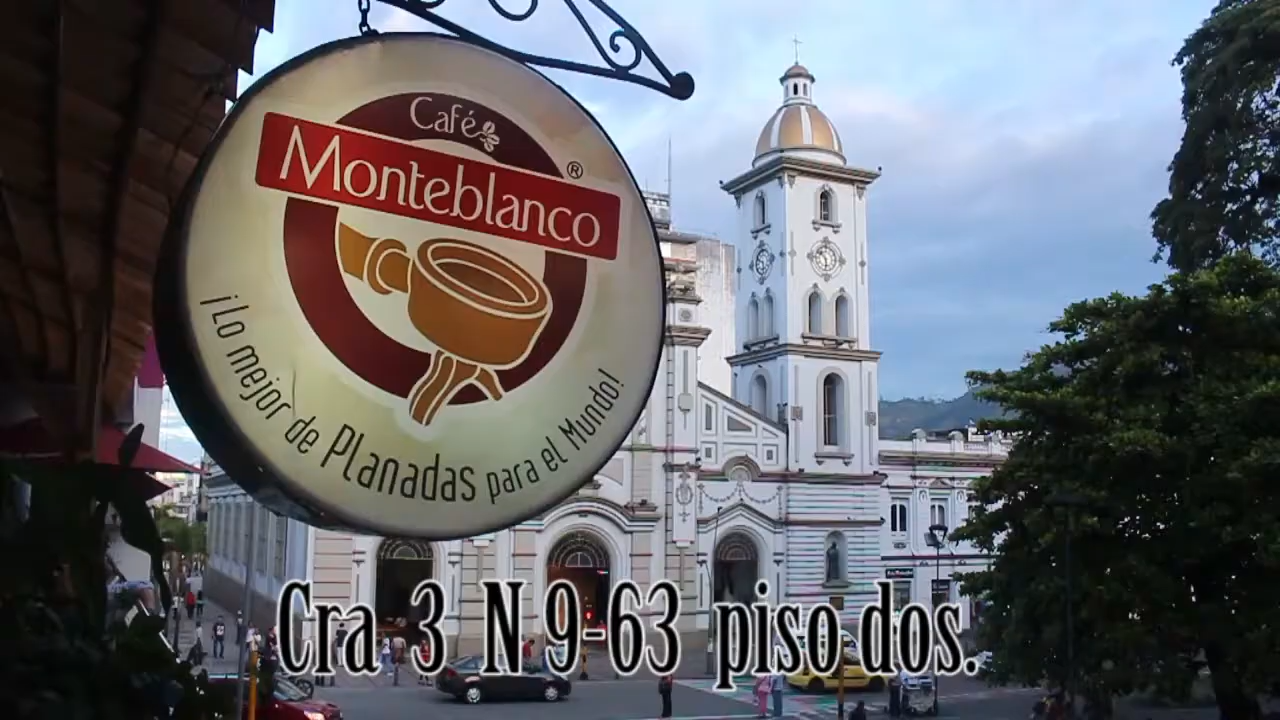 Café
Monteblanco ®
¡Lo mejor de Planadas para el Mundo!
Cra 3 N 9-63 piso dos.